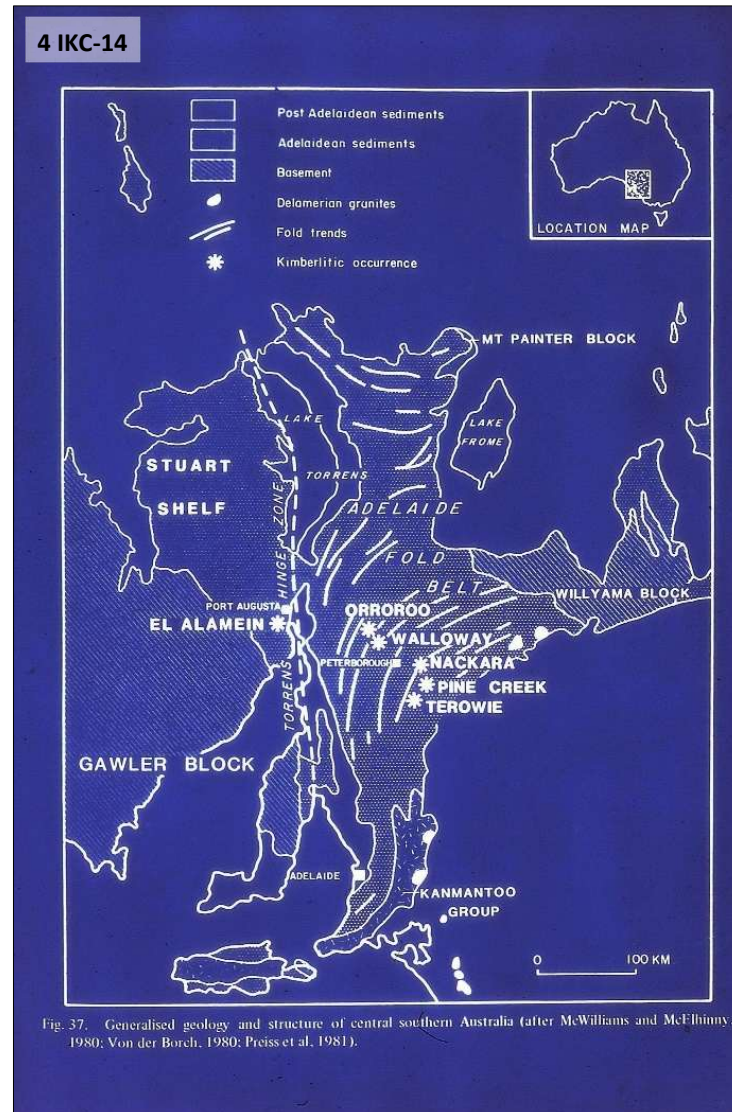 4 IKC-14
Post Adelaidean sediments
Adelaidean sediments
Basement
Delamerian granites
Fold trends
Kimberlitic occurrence
LOCATION MAP
MT PAINTER BLOCK
LAKE
FROME
LAKE
TORRENS
STUART
SHELF
ADELAIDE
FOLD
BELT
TORRENS HINGE ZONE
WILLYAMA BLOCK
PORT AUGUSTA
EL ALAMEIN
ORROROO
WALLOWAY
PETERBOROUGH
NACKARA
PINE CREEK
TEROWIE
GAWLER BLOCK
ADELAIDE
KANMANTOO
GROUP
0 100 KM
Fig. 37. Generalised geology and structure of central southern Australia (after McWilliams and McElhinny,
1980; Von der Borch, 1980; Preiss et al, 1981).